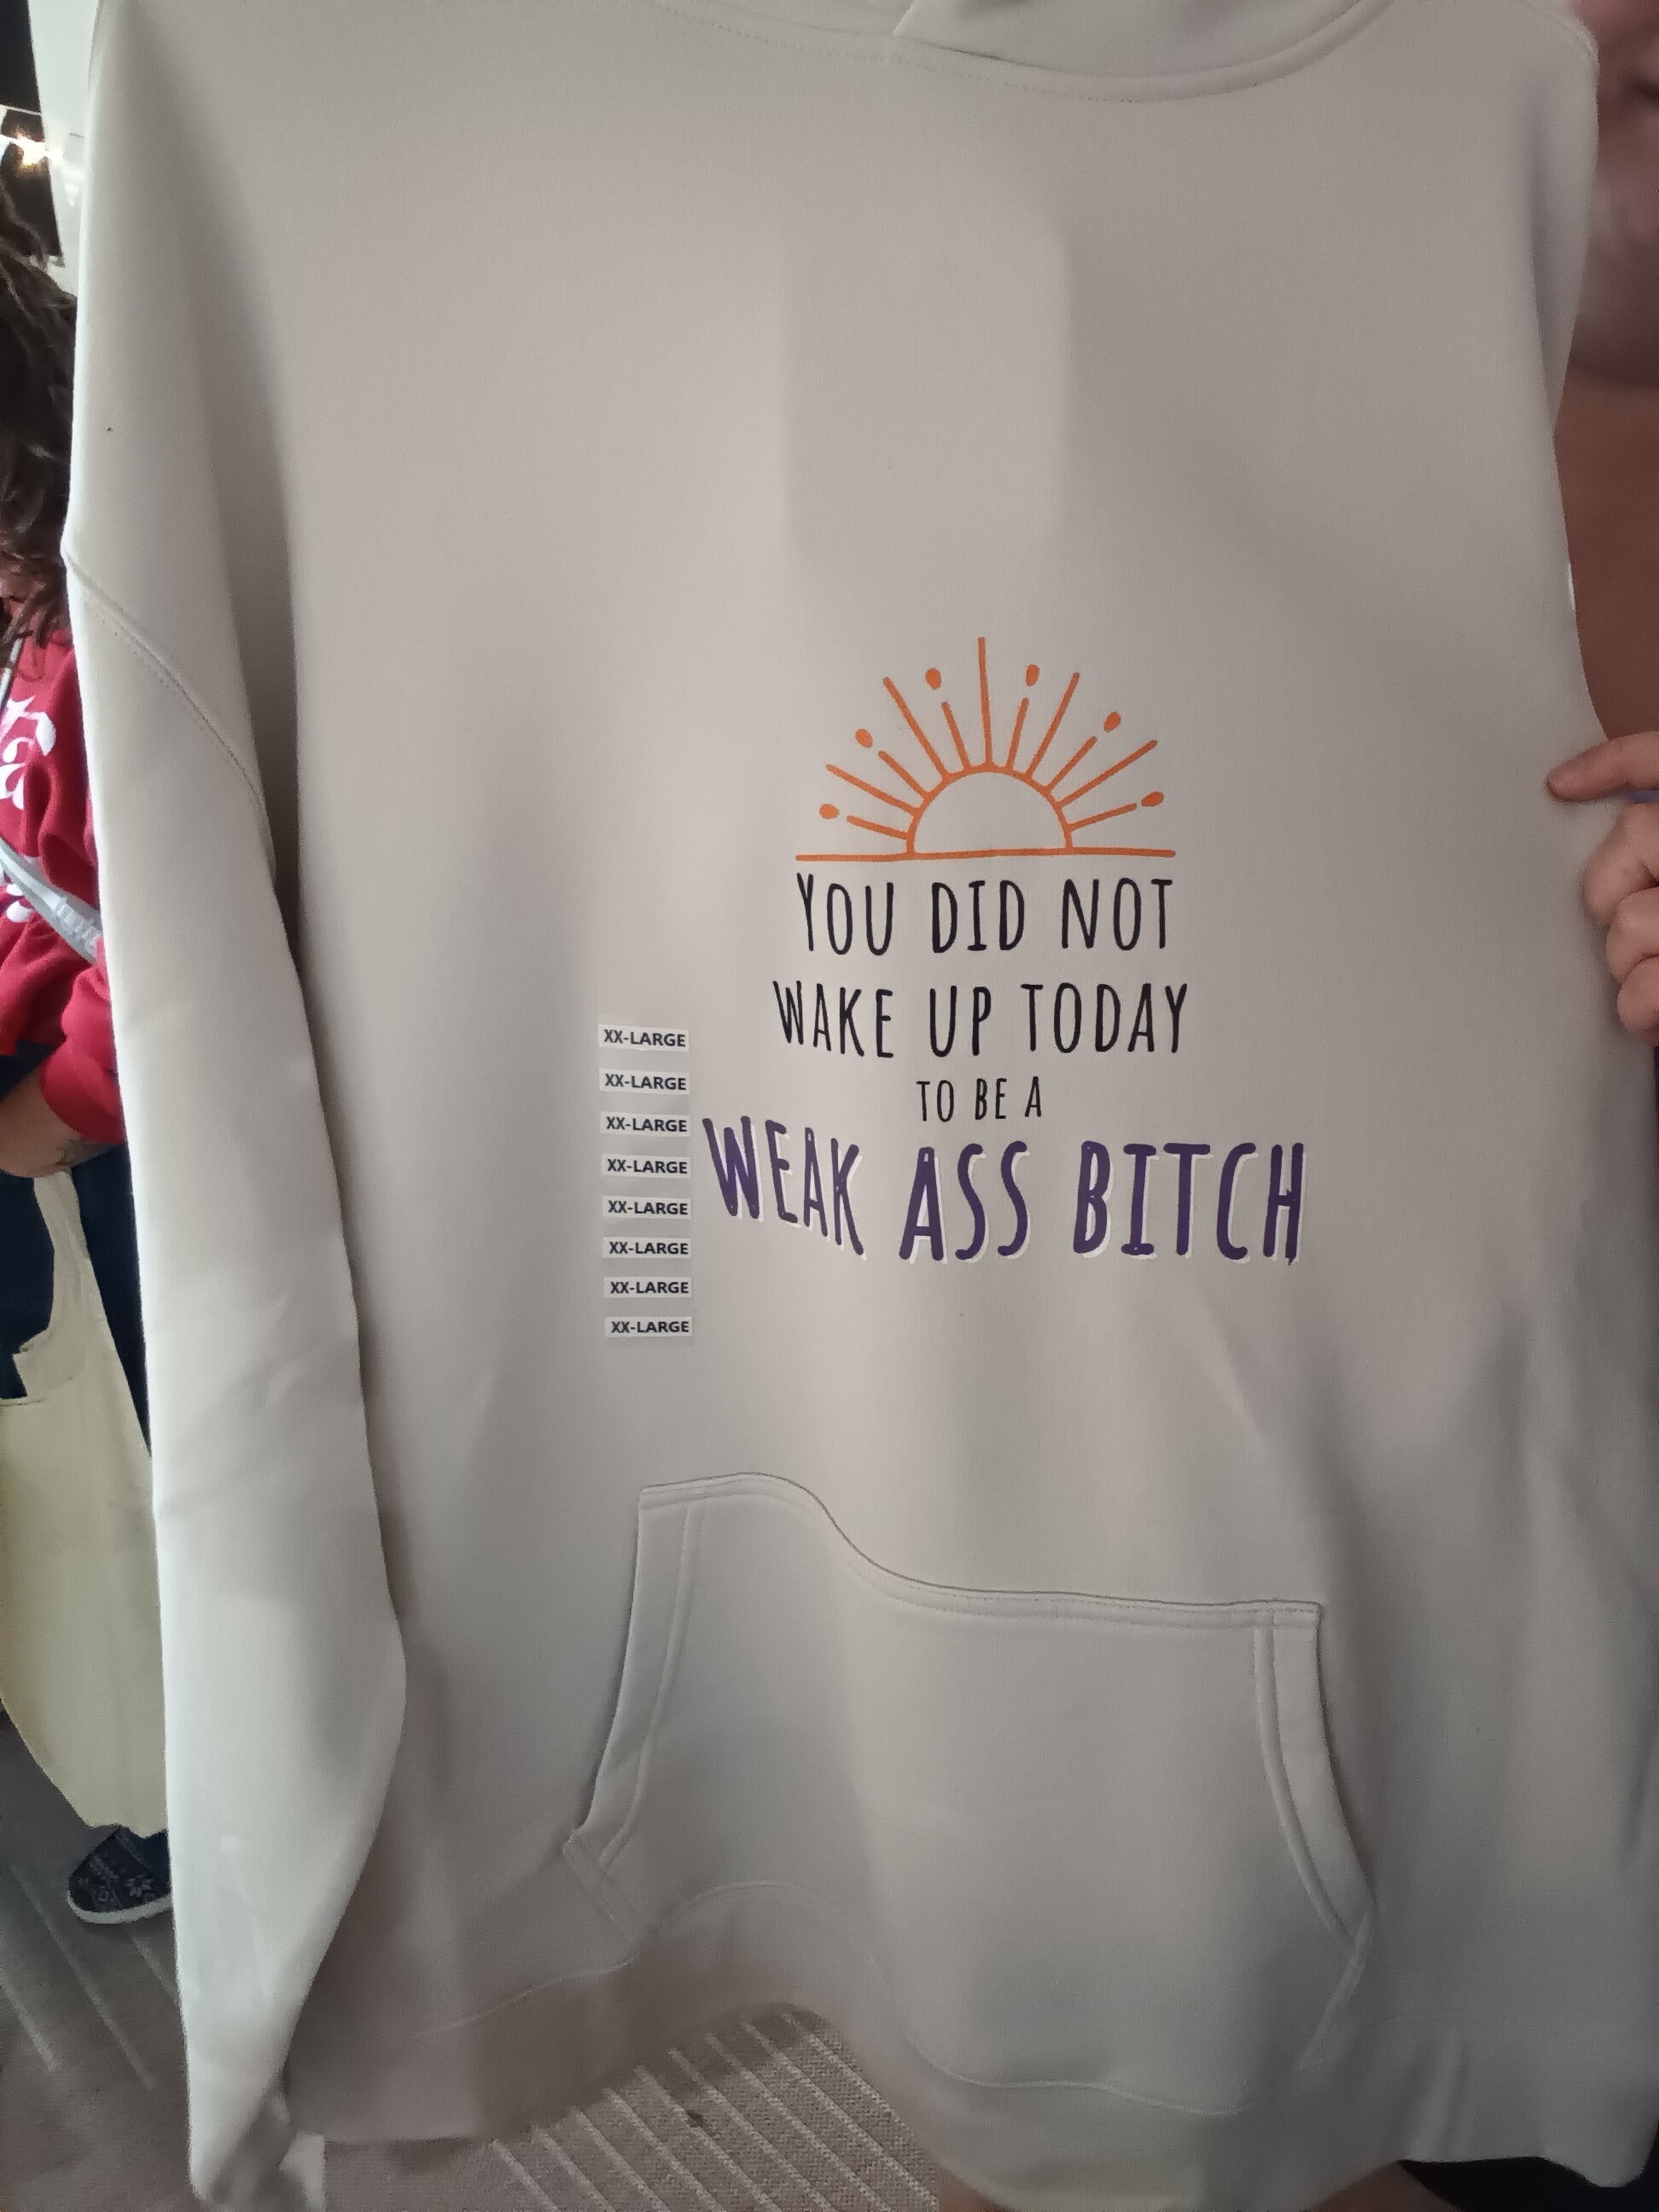 YOU DID NOT
WAKE UP TODAY
TO BE A
WEAK ASS BITCH
XX-LARGE
XX-LARGE
XX-LARGE
XX-LARGE
XX-LARGE
XX-LARGE
XX-LARGE
XX-LARGE